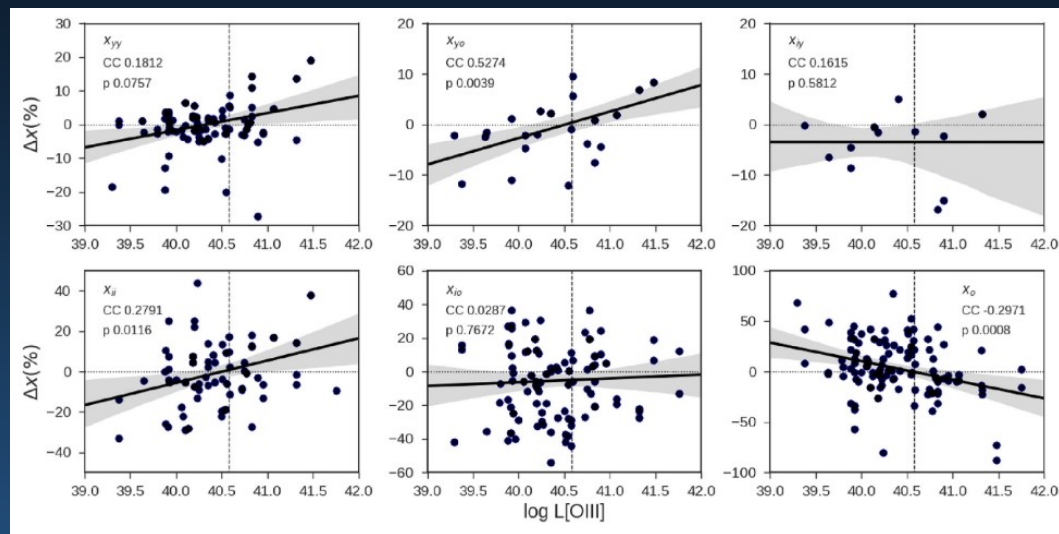 30
20
10
0
−10
−20
−30
Δx(%)
x_yy
CC 0.1812
p 0.0757
39.0 39.5 40.0 40.5 41.0 41.5 42.0
20
10
0
−10
−20
x_yo
CC 0.5274
p 0.0039
39.0 39.5 40.0 40.5 41.0 41.5 42.0
20
10
0
−10
−20
x_iy
CC 0.1615
p 0.5812
39.0 39.5 40.0 40.5 41.0 41.5 42.0
40
20
0
−20
−40
Δx(%)
x_ii
CC 0.2791
p 0.0116
39.0 39.5 40.0 40.5 41.0 41.5 42.0
60
40
20
0
−20
−40
−60
x_io
CC 0.0287
p 0.7672
39.0 39.5 40.0 40.5 41.0 41.5 42.0
log L[OIII]
100
50
0
−50
−100
x_o
CC -0.2971
p 0.0008
39.0 39.5 40.0 40.5 41.0 41.5 42.0